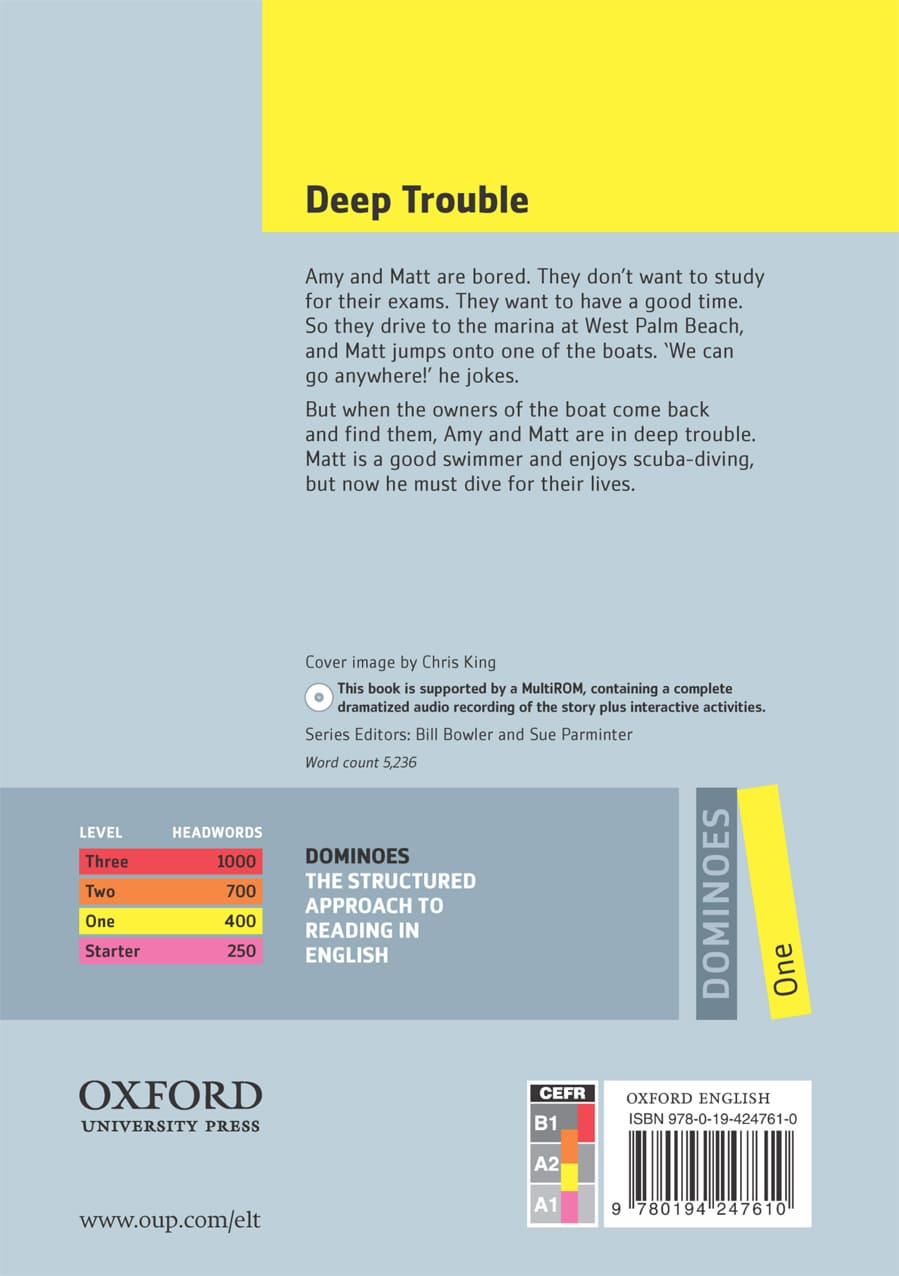 Deep Trouble
Amy and Matt are bored. They don't want to study
for their exams. They want to have a good time.
So they drive to the marina at West Palm Beach,
and Matt jumps onto one of the boats. ‘We can
go anywhere!’ he jokes.
But when the owners of the boat come back
and find them, Amy and Matt are in deep trouble.
Matt is a good swimmer and enjoys scuba-diving,
but now he must dive for their lives.
Cover image by Chris King
This book is supported by a MultiROM, containing a complete
dramatized audio recording of the story plus interactive activities.
Series Editors: Bill Bowler and Sue Parminter
Word count 5,236
LEVEL HEADWORDS
Three 1000
Two 700
One 400
Starter 250
DOMINOES
THE STRUCTURED
APPROACH TO
READING IN
ENGLISH
DOMINOES
One
OXFORD
UNIVERSITY PRESS
www.oup.com/elt
CEFR
B1
A2
A1
OXFORD ENGLISH
ISBN 978-0-19-424761-0
9 780194 247610